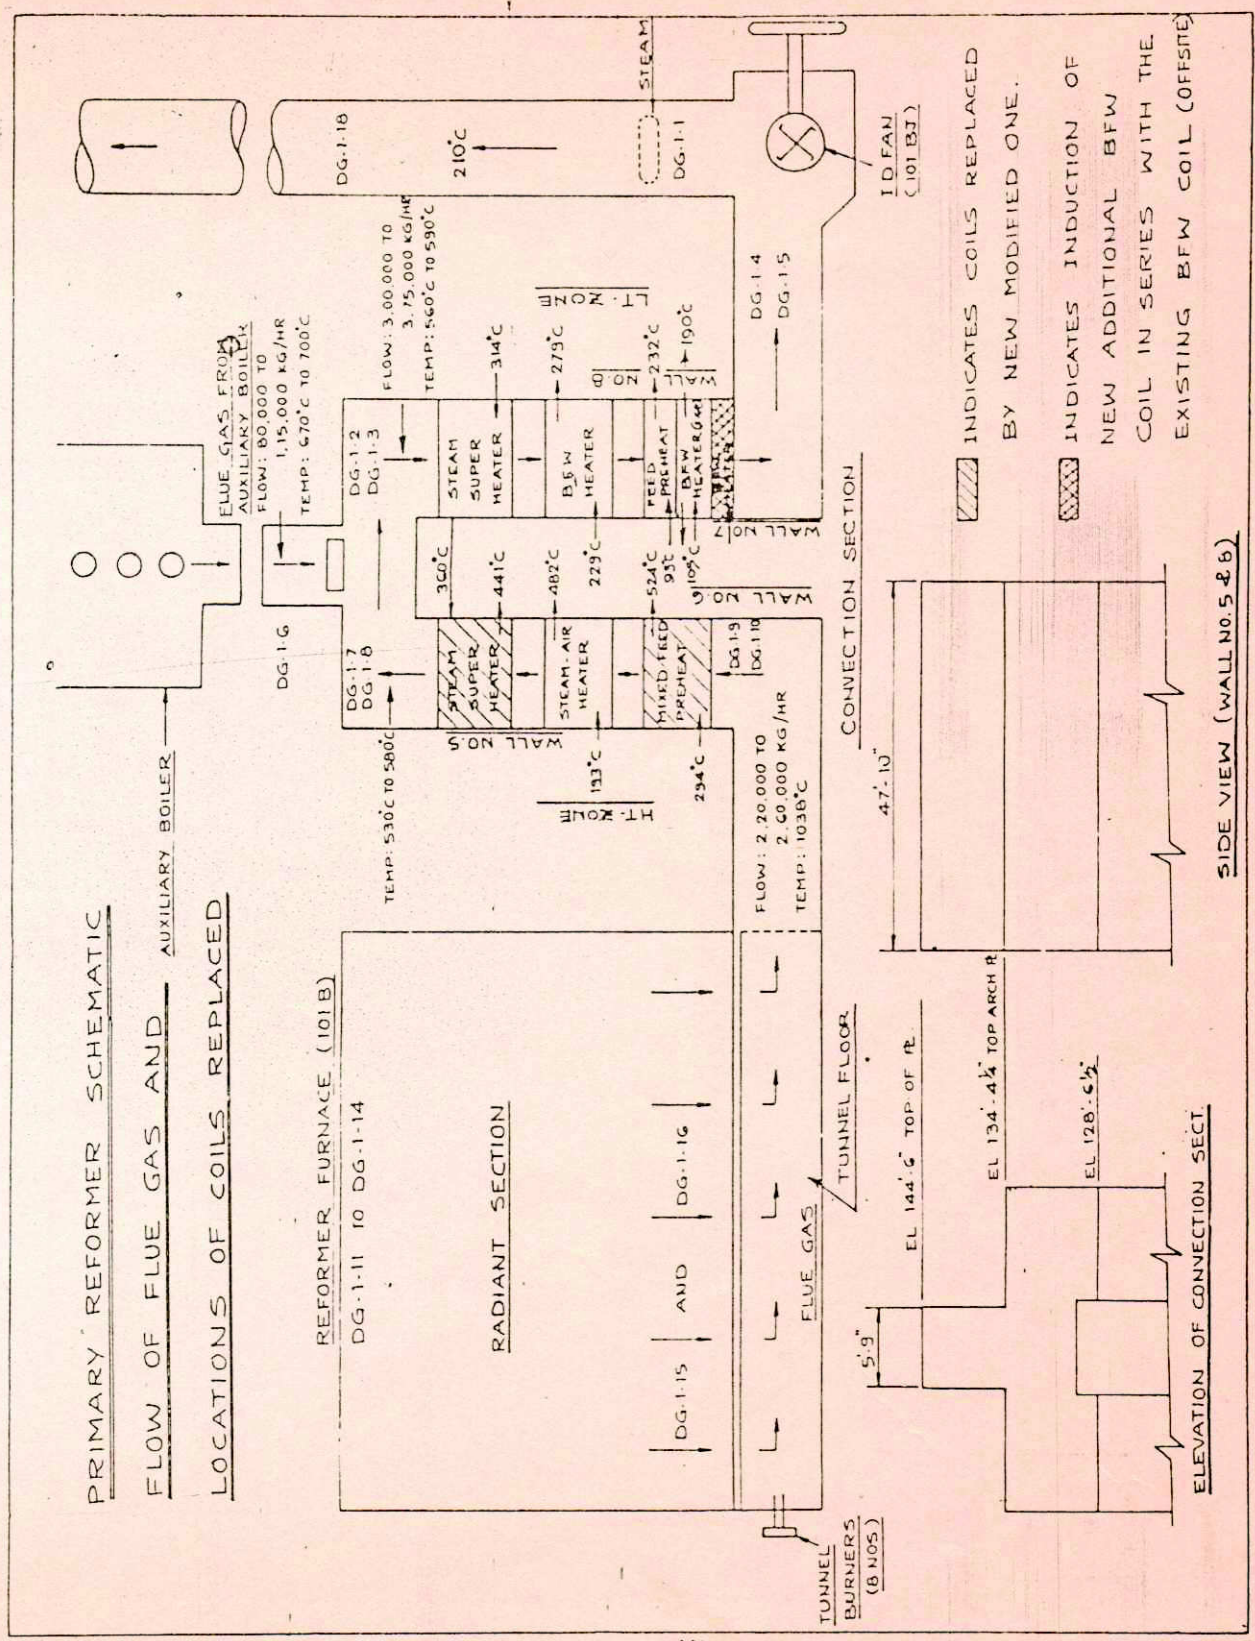 PRIMARY REFORMER SCHEMATIC
FLOW OF FLUE GAS AND
LOCATIONS OF COILS REPLACED
AUXILIARY BOILER
FLUE GAS FROM
AUXILIARY BOILER
FLOW: 80,000 TO
1,15,000 KG/HR
TEMP: 670°C TO 700°C
DG-1-6
DG-1-18
210°C
STEAM
DG-1-1
ID FAN
(101 BJ)
FLOW: 3,00,000 TO
3,75,000 KG/HR
TEMP: 560°C TO 590°C
DG-1-2
DG-1-3
DG-1-7
DG-1-8
TEMP: 530°C TO 580°C
STEAM
SUPER
HEATER
314°C
360°C
LT-ZONE
BFW
HEATER
279°C
229°C
WALL NO.8
FEED
PREHEAT
232°C
93°C
BFW
HEATER
190°C
105°C
HEATER
WALL NO 7
WALL NO 6
STEAM
SUPER
HEATER
441°C
WALL NO.5
STEAM-AIR
HEATER
482°C
193°C
HT-ZONE
MIXED FEED
PREHEAT
524°C
294°C
DG-1-9
DG-1-10
DG-1-4
DG-1-5
CONVECTION SECTION
FLOW: 2,20,000 TO
2,60,000 KG/HR
TEMP: 1038°C
REFORMER FURNACE (101 B)
DG-1-11 TO DG-1-14
RADIANT SECTION
DG-1-15 AND DG-1-16
FLUE GAS
TUNNEL FLOOR
TUNNEL
BURNERS
(8 NOS)
INDICATES COILS REPLACED
BY NEW MODIFIED ONE.
INDICATES INDUCTION OF
NEW ADDITIONAL BFW
COIL IN SERIES WITH THE
EXISTING BFW COIL (OFFSITE)
5'-9"
EL 144'-6" TOP OF PL
EL 134'-4¼" TOP ARCH PL
EL 128'-6½"
ELEVATION OF CONVECTION SECT.
47'-10"
SIDE VIEW (WALL NO. 5 & 8)